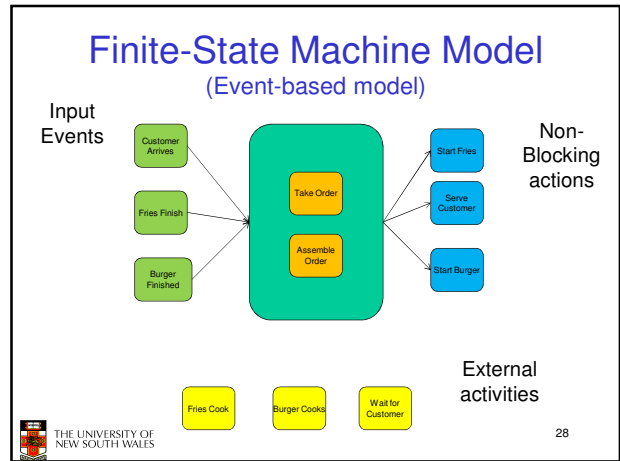 Finite-State Machine Model
(Event-based model)
Input
Events
Customer
Arrives
Fries Finish
Burger
Finished
Take Order
Assemble
Order
Start Fries
Serve
Customer
Start Burger
Non-
Blocking
actions
External
activities
Fries Cook
Burger Cooks
Wait for
Customer
THE UNIVERSITY OF
NEW SOUTH WALES
28